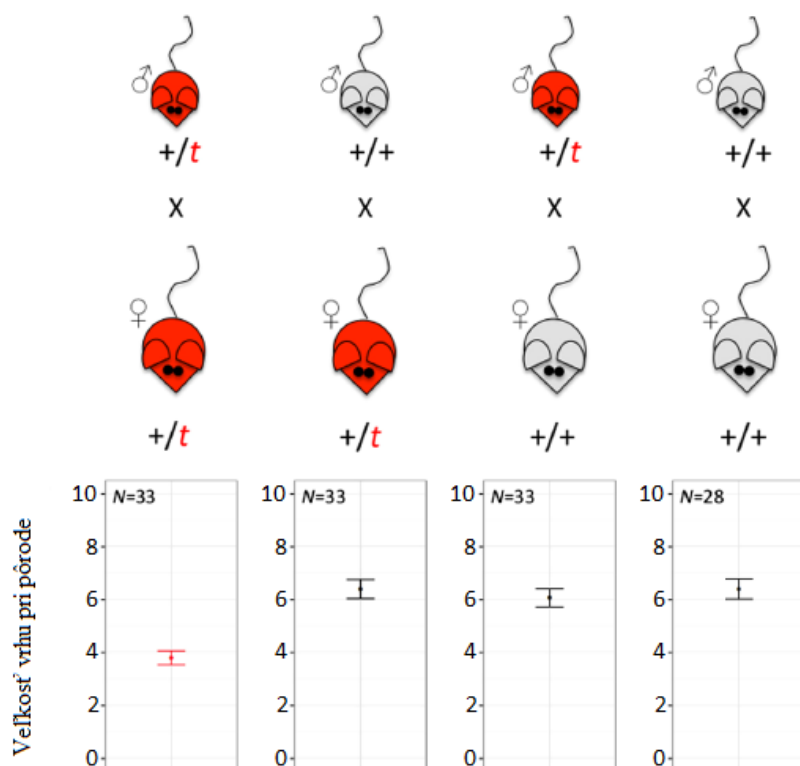 ♂ ♂ ♂ ♂
+/t +/+ +/t +/+
X X X X
♀ ♀ ♀ ♀
+/t +/t +/+ +/+
Veľkosť vrhu pri pôrode
N=33 N=33 N=33 N=28
10 10 10 10
8 8 8 8
6 6 6 6
4 4 4 4
2 2 2 2
0 0 0 0